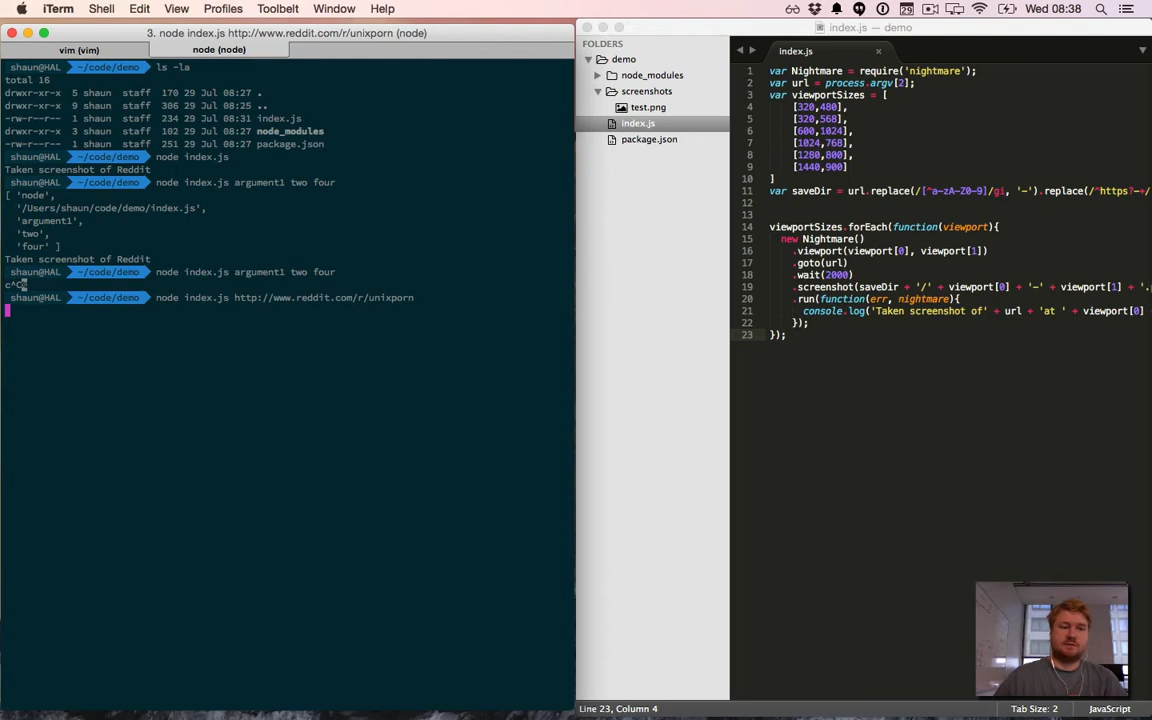 iTerm Shell Edit View Profiles Toolbelt Window Help
29 Wed 08:38
3. node index.js http://www.reddit.com/r/unixporn (node)
vim (vim) node (node)
shaun@HAL ~/code/demo ls -la
total 16
drwxr-xr-x 5 shaun staff 170 29 Jul 08:27 .
drwxr-xr-x 9 shaun staff 306 29 Jul 08:25 ..
-rw-r--r-- 1 shaun staff 234 29 Jul 08:31 index.js
drwxr-xr-x 3 shaun staff 102 29 Jul 08:27 node_modules
-rw-r--r-- 1 shaun staff 251 29 Jul 08:27 package.json
shaun@HAL ~/code/demo node index.js
Taken screenshot of Reddit
shaun@HAL ~/code/demo node index.js argument1 two four
[ 'node',
'/Users/shaun/code/demo/index.js',
'argument1',
'two',
'four' ]
Taken screenshot of Reddit
shaun@HAL ~/code/demo node index.js argument1 two four
c^C
shaun@HAL ~/code/demo node index.js http://www.reddit.com/r/unixporn
index.js — demo
FOLDERS
demo
node_modules
screenshots
test.png
index.js
package.json
index.js
1 var Nightmare = require('nightmare');
2 var url = process.argv[2];
3 var viewportSizes = [
4 [320,480],
5 [320,568],
6 [600,1024],
7 [1024,768],
8 [1280,800],
9 [1440,900]
10 ]
11 var saveDir = url.replace(/[^a-zA-Z0-9]/gi, '-').replace(/^https?-+/
12
13
14 viewportSizes.forEach(function(viewport){
15 new Nightmare()
16 .viewport(viewport[0], viewport[1])
17 .goto(url)
18 .wait(2000)
19 .screenshot(saveDir + '/' + viewport[0] + '-' + viewport[1] + '.
20 .run(function(err, nightmare){
21 console.log('Taken screenshot of' + url + 'at ' + viewport[0]
22 });
23 });
Line 23, Column 4
Tab Size: 2
JavaScript